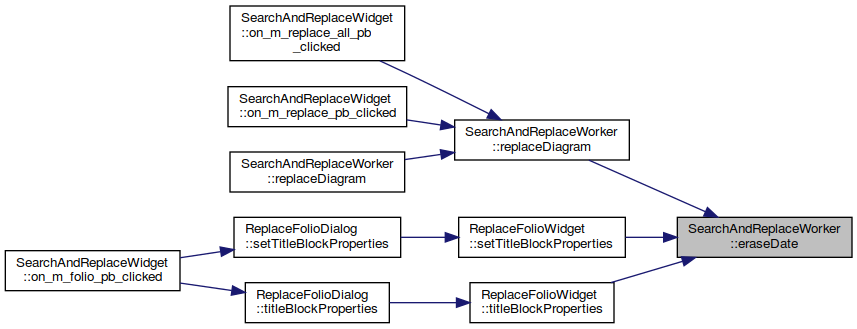 SearchAndReplaceWidget
::on_m_replace_all_pb
_clicked
SearchAndReplaceWidget
::on_m_replace_pb_clicked
SearchAndReplaceWorker
::replaceDiagram
SearchAndReplaceWorker
::replaceDiagram
ReplaceFolioDialog
::setTitleBlockProperties
ReplaceFolioWidget
::setTitleBlockProperties
SearchAndReplaceWorker
::eraseDate
SearchAndReplaceWidget
::on_m_folio_pb_clicked
ReplaceFolioDialog
::titleBlockProperties
ReplaceFolioWidget
::titleBlockProperties